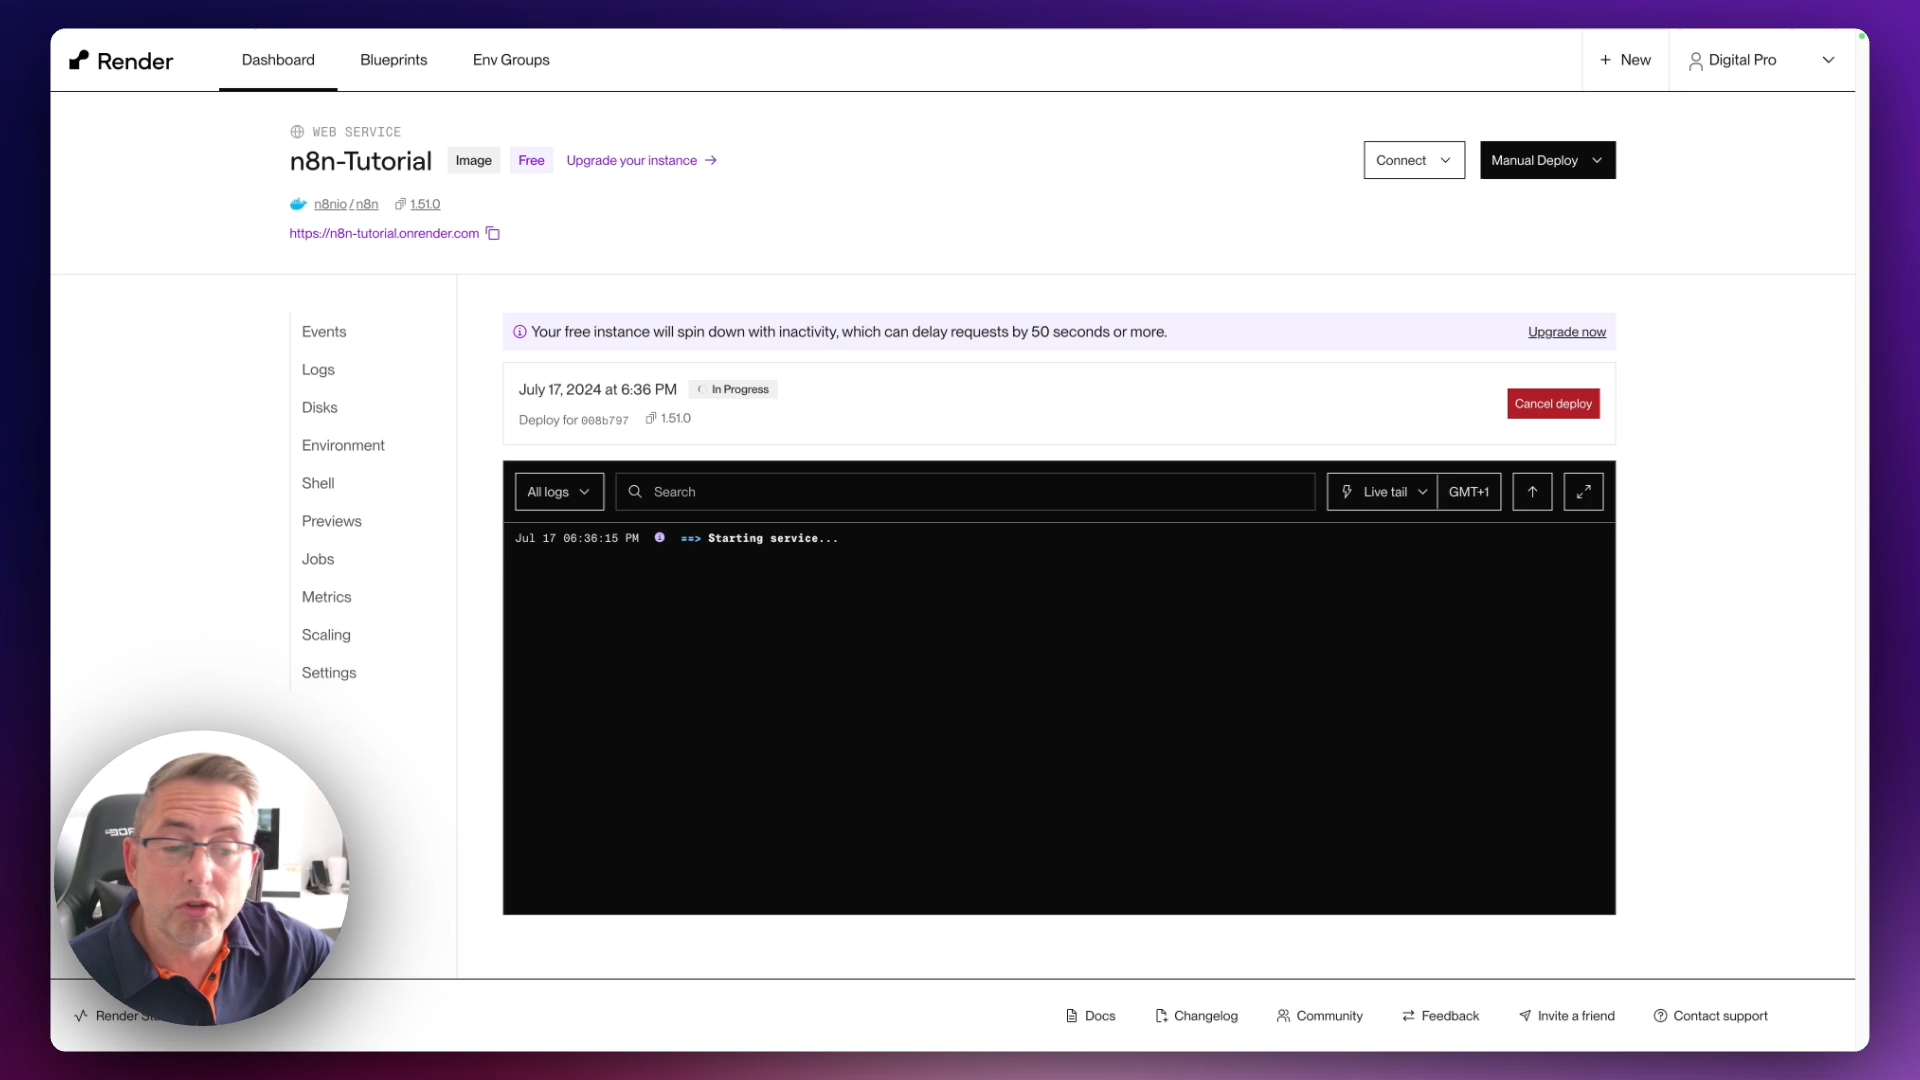 Render
Dashboard
Blueprints
Env Groups
+ New
Digital Pro
WEB SERVICE
n8n-Tutorial
Image
Free
Upgrade your instance →
Connect
Manual Deploy
n8nio/n8n
1.51.0
https://n8n-tutorial.onrender.com
Events
Logs
Disks
Environment
Shell
Previews
Jobs
Metrics
Scaling
Settings
Your free instance will spin down with inactivity, which can delay requests by 50 seconds or more.
Upgrade now
July 17, 2024 at 6:36 PM
In Progress
Deploy for 008b797
1.51.0
Cancel deploy
All logs
Search
Live tail
GMT+1
Jul 17 06:36:15 PM ==> Starting service...
Render
Docs
Changelog
Community
Feedback
Invite a friend
Contact support